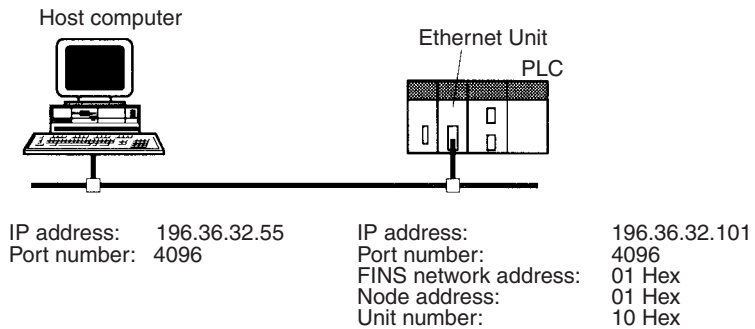 Host computer
Ethernet Unit
PLC
IP address: 196.36.32.55
Port number: 4096
IP address: 196.36.32.101
Port number: 4096
FINS network address: 01 Hex
Node address: 01 Hex
Unit number: 10 Hex